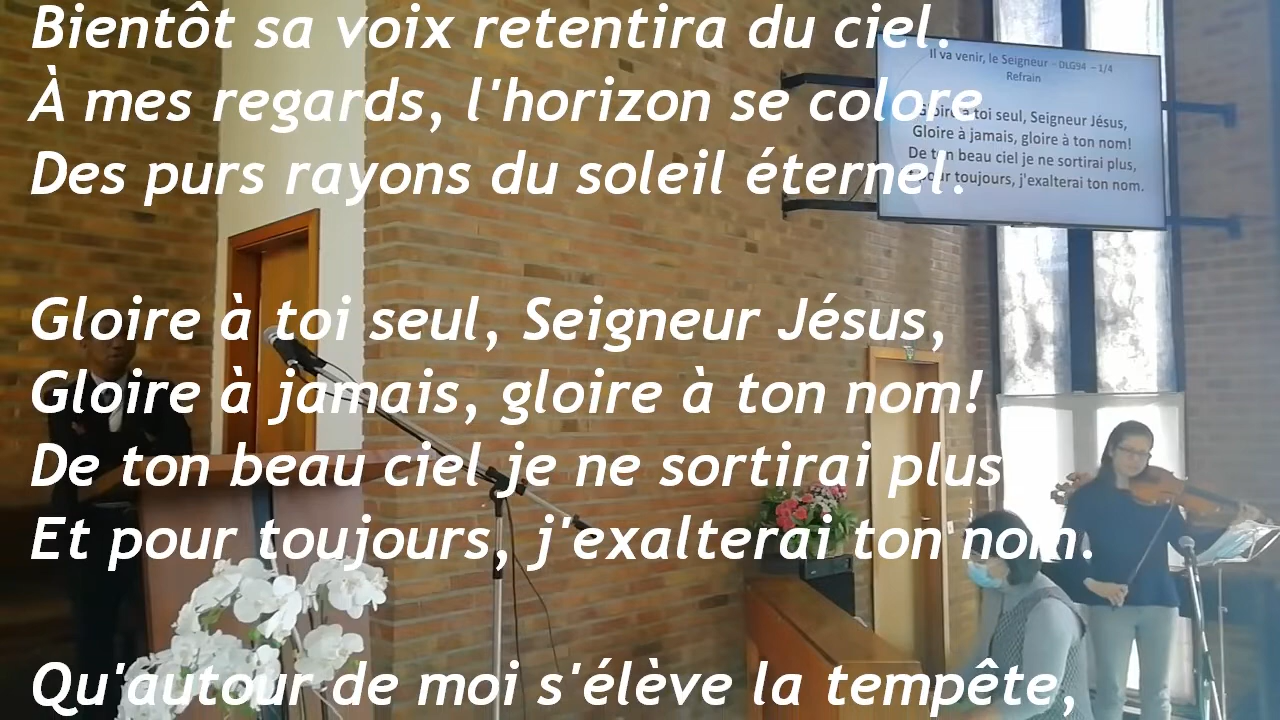 Bientôt sa voix retentira du ciel.
À mes regards, l'horizon se colore
Des purs rayons du soleil éternel.
Gloire à toi seul, Seigneur Jésus,
Gloire à jamais, gloire à ton nom!
De ton beau ciel je ne sortirai plus
Et pour toujours, j'exalterai ton nom.
Qu'autour de moi s'élève la tempête,
Il va venir, le Seigneur - DLG94 - 1/4
Refrain
Gloire à toi seul, Seigneur Jésus,
Gloire à jamais, gloire à ton nom!
De ton beau ciel je ne sortirai plus,
pour toujours, j'exalterai ton nom.